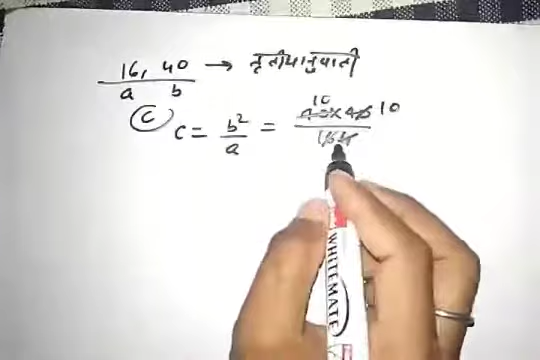 16, 40 → तृतीयानुपाती
a b
c
c = b²/a = 40×40/16 4 10 10
WHITEMATE